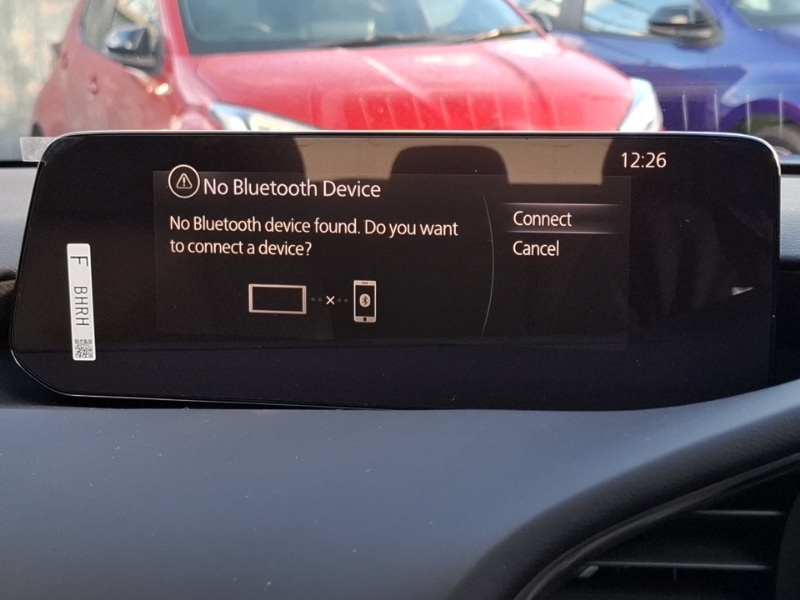 12:26
No Bluetooth Device
No Bluetooth device found. Do you want
to connect a device?
Connect
Cancel
F BHRH